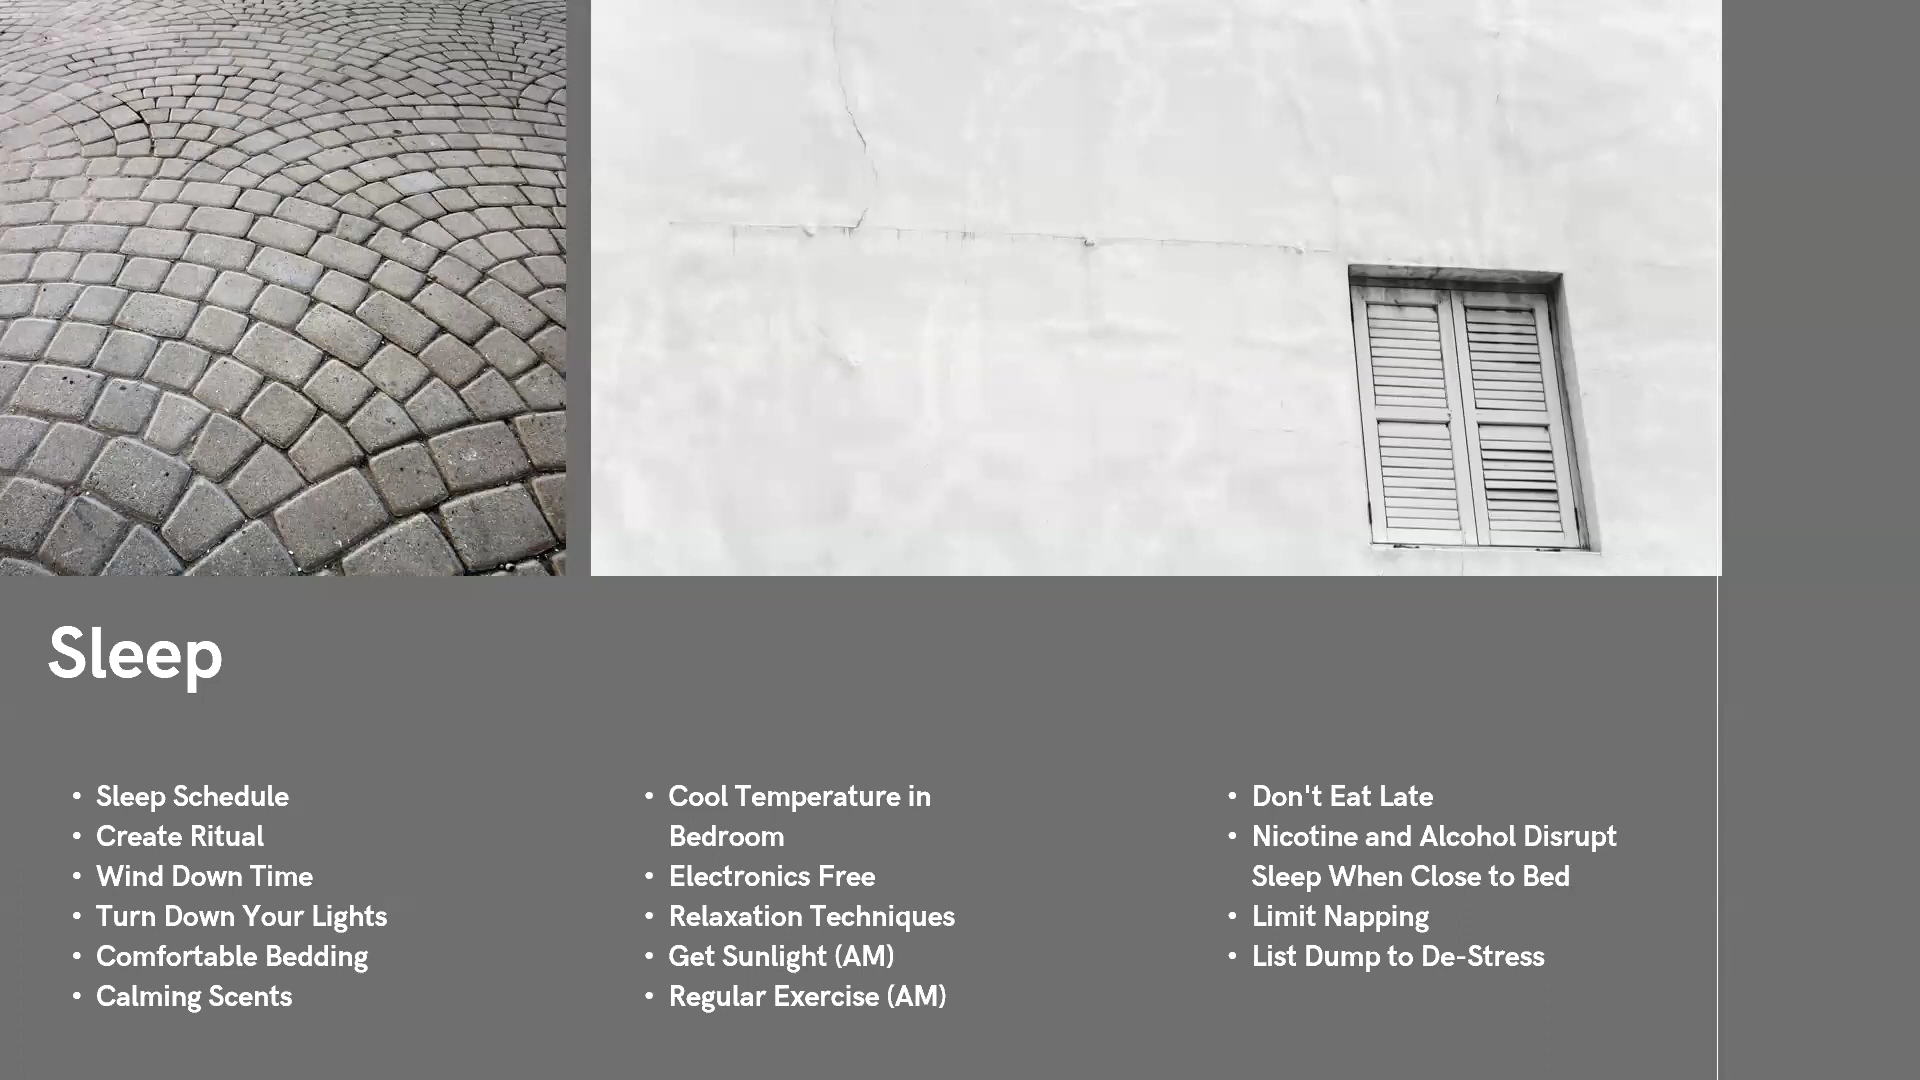 Sleep
• Sleep Schedule
• Create Ritual
• Wind Down Time
• Turn Down Your Lights
• Comfortable Bedding
• Calming Scents
• Cool Temperature in
Bedroom
• Electronics Free
• Relaxation Techniques
• Get Sunlight (AM)
• Regular Exercise (AM)
• Don't Eat Late
• Nicotine and Alcohol Disrupt
Sleep When Close to Bed
• Limit Napping
• List Dump to De-Stress